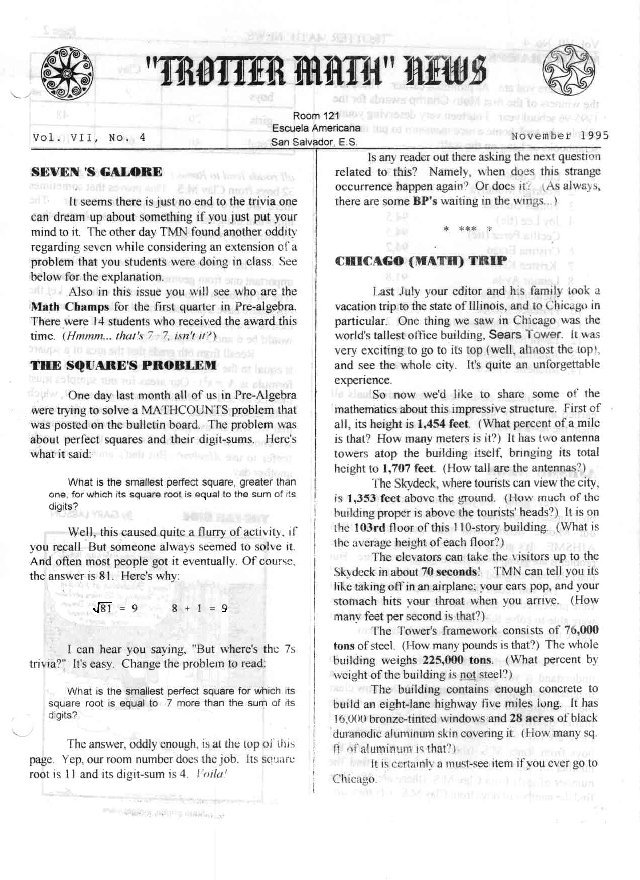 "TROTTER MATH" NEWS
Room 121
Escuela Americana
San Salvador, E.S.
Vol. VII, No. 4
November 1995
SEVEN 'S GALORE
It seems there is just no end to the trivia one
can dream up about something if you just put your
mind to it. The other day TMN found another oddity
regarding seven while considering an extension of a
problem that you students were doing in class. See
below for the explanation.
Also in this issue you will see who are the
Math Champs for the first quarter in Pre-algebra.
There were 14 students who received the award this
time. (Hmmm... that's 7+7, isn't it?)
THE SQUARE'S PROBLEM
One day last month all of us in Pre-Algebra
were trying to solve a MATHCOUNTS problem that
was posted on the bulletin board. The problem was
about perfect squares and their digit-sums. Here's
what it said:
What is the smallest perfect square, greater than
one, for which its square root is equal to the sum of its
digits?
Well, this caused quite a flurry of activity, if
you recall. But someone always seemed to solve it.
And often most people got it eventually. Of course,
the answer is 81. Here's why:
√81 = 9 8 + 1 = 9
I can hear you saying, "But where's the 7s
trivia?" It's easy. Change the problem to read:
What is the smallest perfect square for which its
square root is equal to 7 more than the sum of its
digits?
The answer, oddly enough, is at the top of this
page. Yep, our room number does the job. Its square
root is 11 and its digit-sum is 4. Voila!
Is any reader out there asking the next question
related to this? Namely, when does this strange
occurrence happen again? Or does it? (As always,
there are some BP's waiting in the wings...)
* *** *
CHICAGO (MATH) TRIP
Last July your editor and his family took a
vacation trip to the state of Illinois, and to Chicago in
particular. One thing we saw in Chicago was the
world's tallest office building, Sears Tower. It was
very exciting to go to its top (well, almost the top),
and see the whole city. It's quite an unforgettable
experience.
So now we'd like to share some of the
mathematics about this impressive structure. First of
all, its height is 1,454 feet. (What percent of a mile
is that? How many meters is it?) It has two antenna
towers atop the building itself, bringing its total
height to 1,707 feet. (How tall are the antennas?)
The Skydeck, where tourists can view the city,
is 1,353 feet above the ground. (How much of the
building proper is above the tourists' heads?) It is on
the 103rd floor of this 110-story building. (What is
the average height of each floor?)
The elevators can take the visitors up to the
Skydeck in about 70 seconds! TMN can tell you its
like taking off in an airplane; your ears pop, and your
stomach hits your throat when you arrive. (How
many feet per second is that?)
The Tower's framework consists of 76,000
tons of steel. (How many pounds is that?) The whole
building weighs 225,000 tons. (What percent by
weight of the building is not steel?)
The building contains enough concrete to
build an eight-lane highway five miles long. It has
16,000 bronze-tinted windows and 28 acres of black
duranodic aluminum skin covering it. (How many sq.
ft. of aluminum is that?)
It is certainly a must-see item if you ever go to
Chicago.